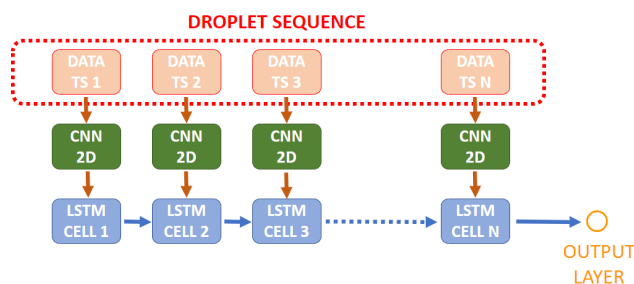 DROPLET SEQUENCE
DATA
TS 1
DATA
TS 2
DATA
TS 3
DATA
TS N
CNN
2D
CNN
2D
CNN
2D
CNN
2D
LSTM
CELL 1
LSTM
CELL 2
LSTM
CELL 3
LSTM
CELL N
OUTPUT
LAYER